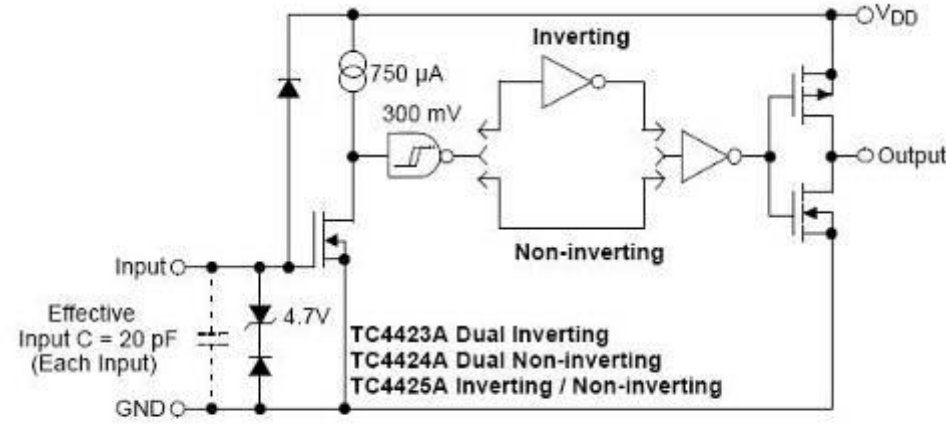 V_DD
Inverting
750 μA
300 mV
Output
Non-inverting
Input
4.7V
Effective
Input C = 20 pF
(Each Input)
TC4423A Dual Inverting
TC4424A Dual Non-inverting
TC4425A Inverting / Non-inverting
GND